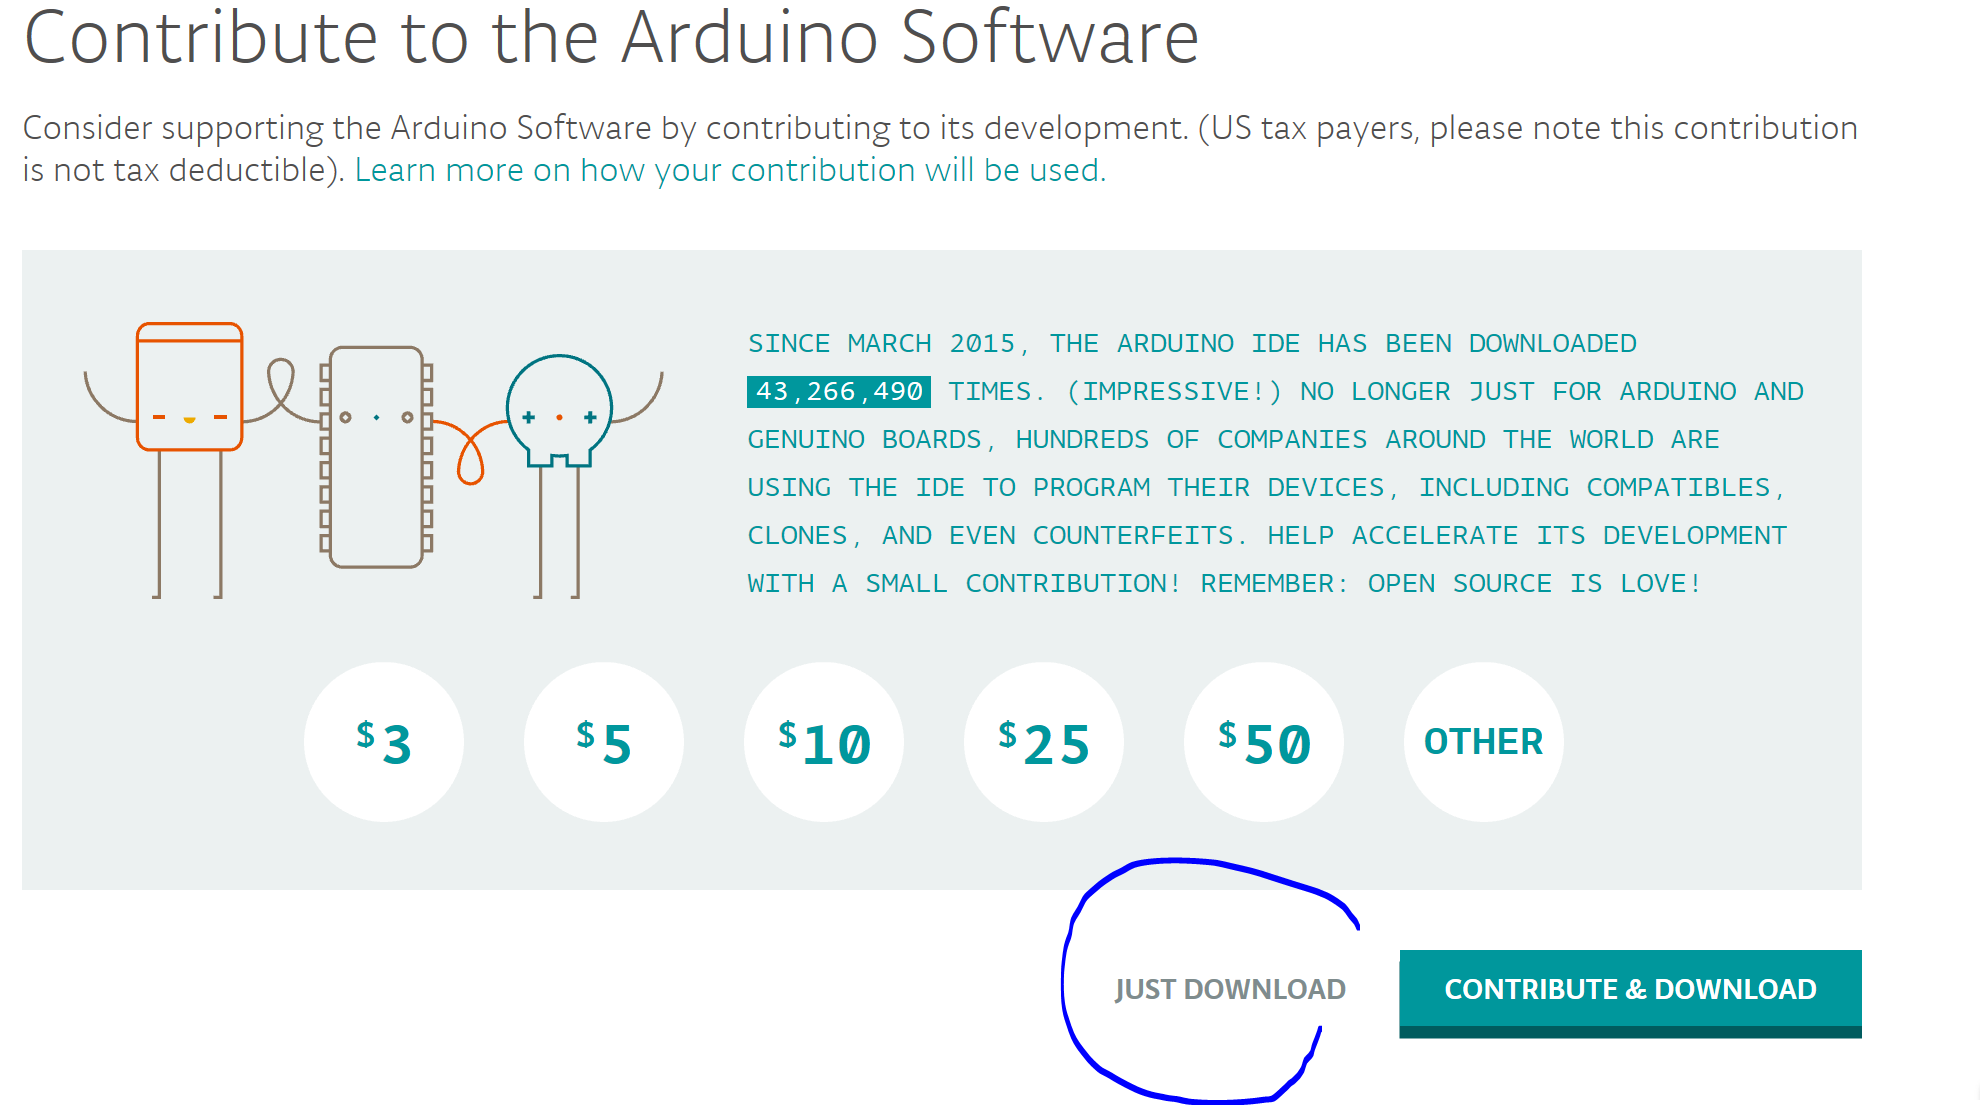 Contribute to the Arduino Software
Consider supporting the Arduino Software by contributing to its development. (US tax payers, please note this contribution
is not tax deductible). Learn more on how your contribution will be used.
SINCE MARCH 2015, THE ARDUINO IDE HAS BEEN DOWNLOADED
43,266,490 TIMES. (IMPRESSIVE!) NO LONGER JUST FOR ARDUINO AND
GENUINO BOARDS, HUNDREDS OF COMPANIES AROUND THE WORLD ARE
USING THE IDE TO PROGRAM THEIR DEVICES, INCLUDING COMPATIBLES,
CLONES, AND EVEN COUNTERFEITS. HELP ACCELERATE ITS DEVELOPMENT
WITH A SMALL CONTRIBUTION! REMEMBER: OPEN SOURCE IS LOVE!
$3 $5 $10 $25 $50 OTHER
JUST DOWNLOAD CONTRIBUTE & DOWNLOAD